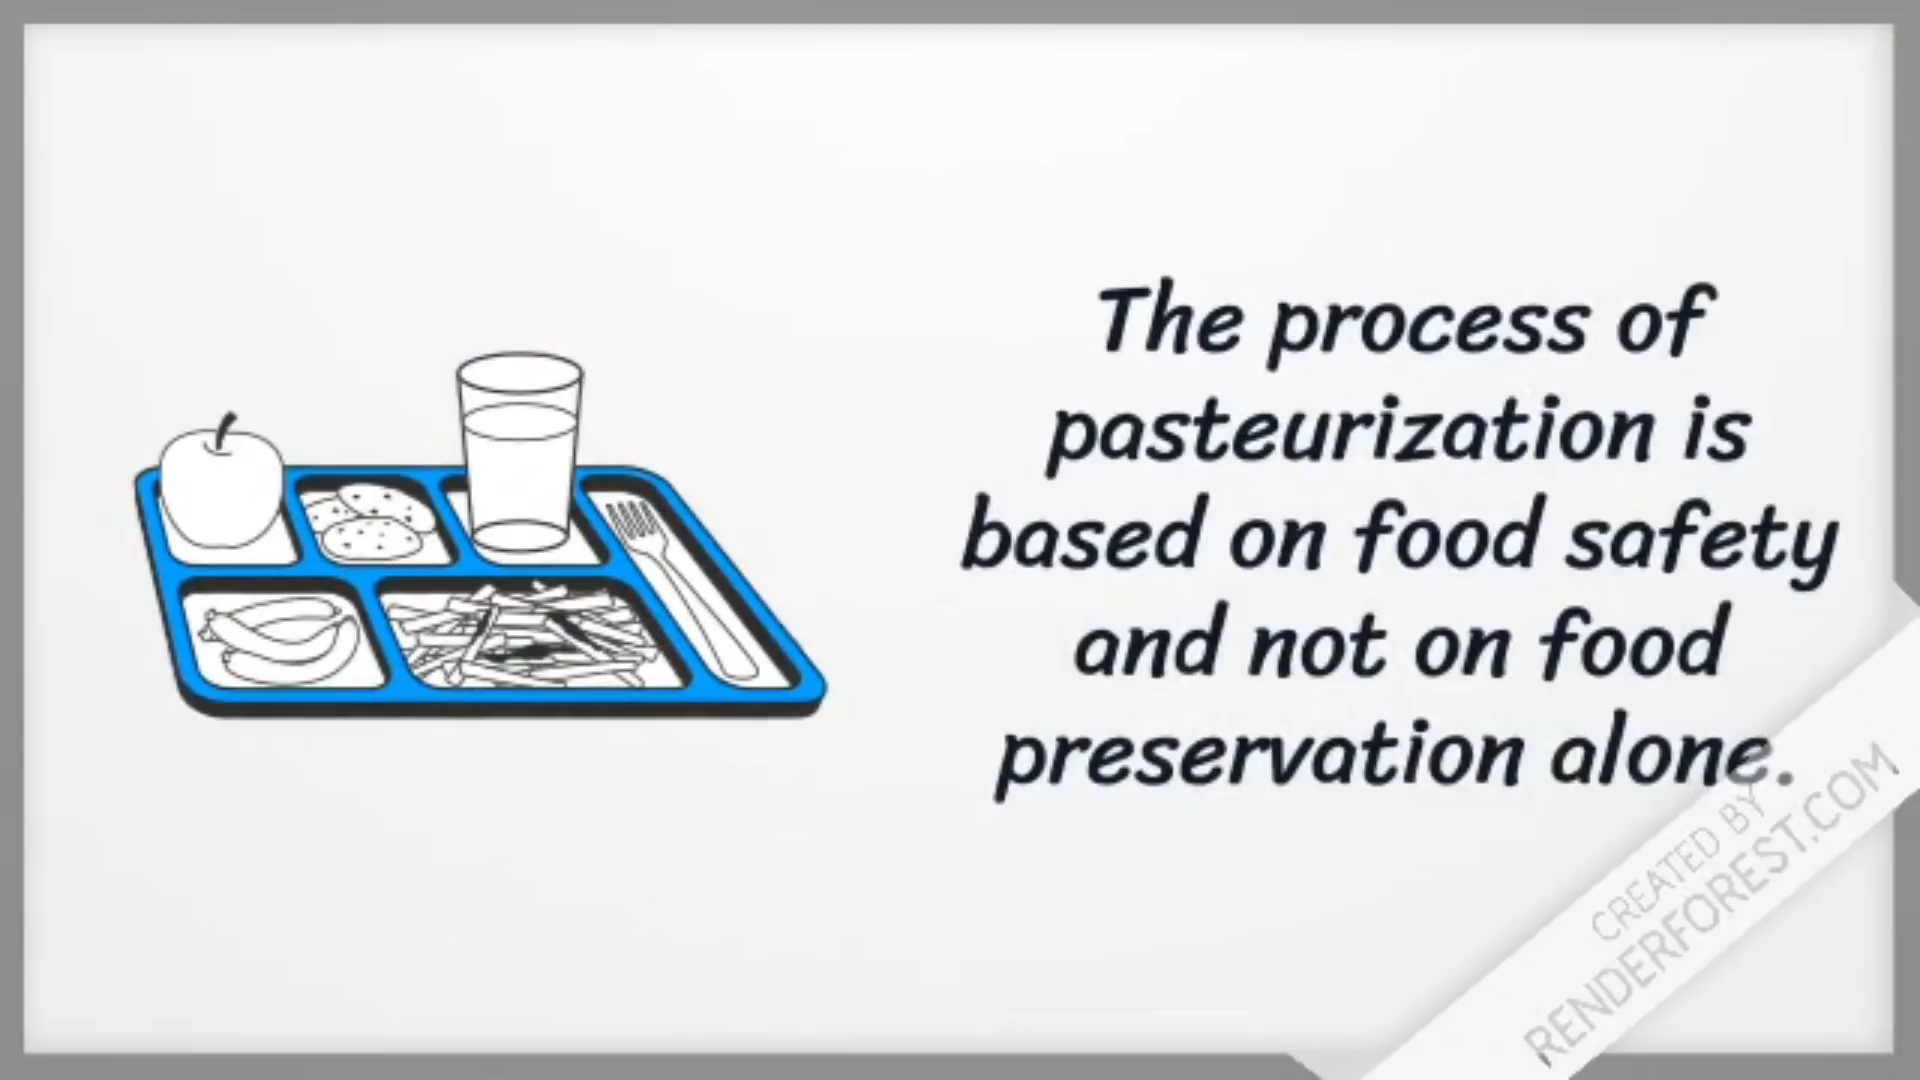 The process of
pasteurization is
based on food safety
and not on food
preservation alone.
CREATED BY
RENDERFOREST.COM